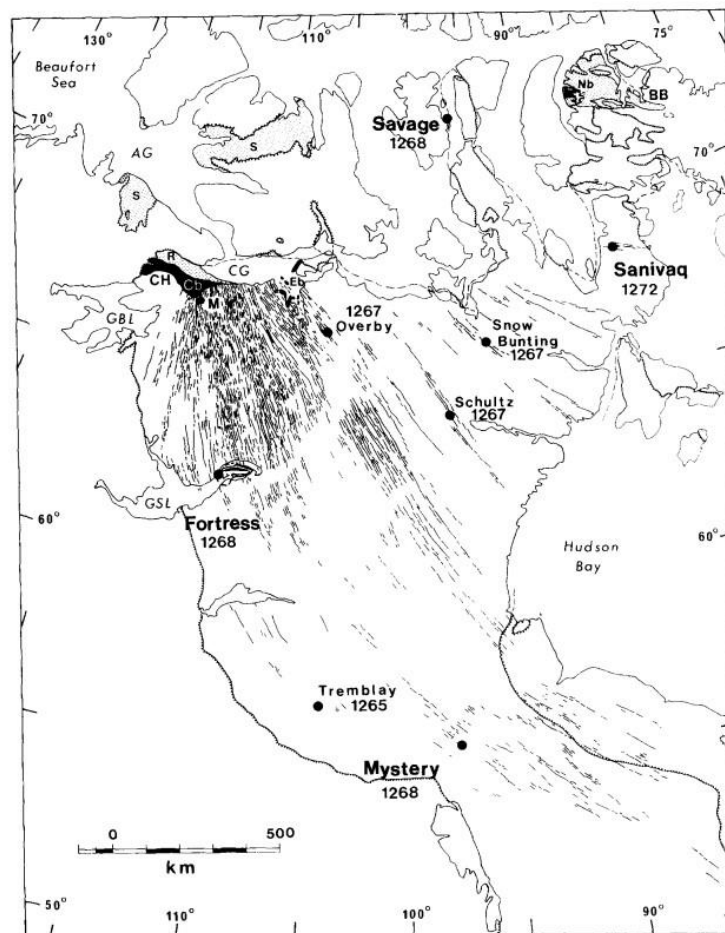 130°
110°
90°
75°
Beaufort
Sea
70°
AG
S
S
Savage
1268
Nb
BB
70°
R
CG
CH
Cb
M
Eb
GBL
1267
Overby
Snow
Bunting
1267
Sanivaq
1272
Schultz
1267
GSL
60°
Fortress
1268
Hudson
Bay
60°
Tremblay
1265
Mystery
1268
0
500
km
50°
110°
100°
90°